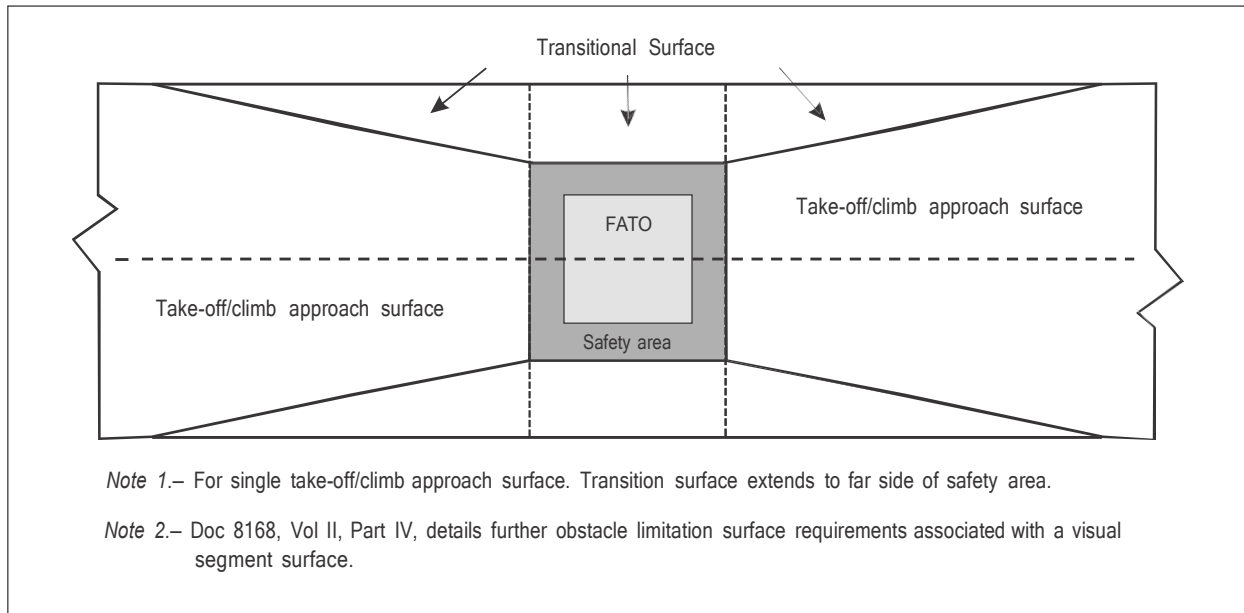 Transitional Surface
Take-off/climb approach surface
FATO
Take-off/climb approach surface
Safety area
Note 1.– For single take-off/climb approach surface. Transition surface extends to far side of safety area.
Note 2.– Doc 8168, Vol II, Part IV, details further obstacle limitation surface requirements associated with a visual
segment surface.